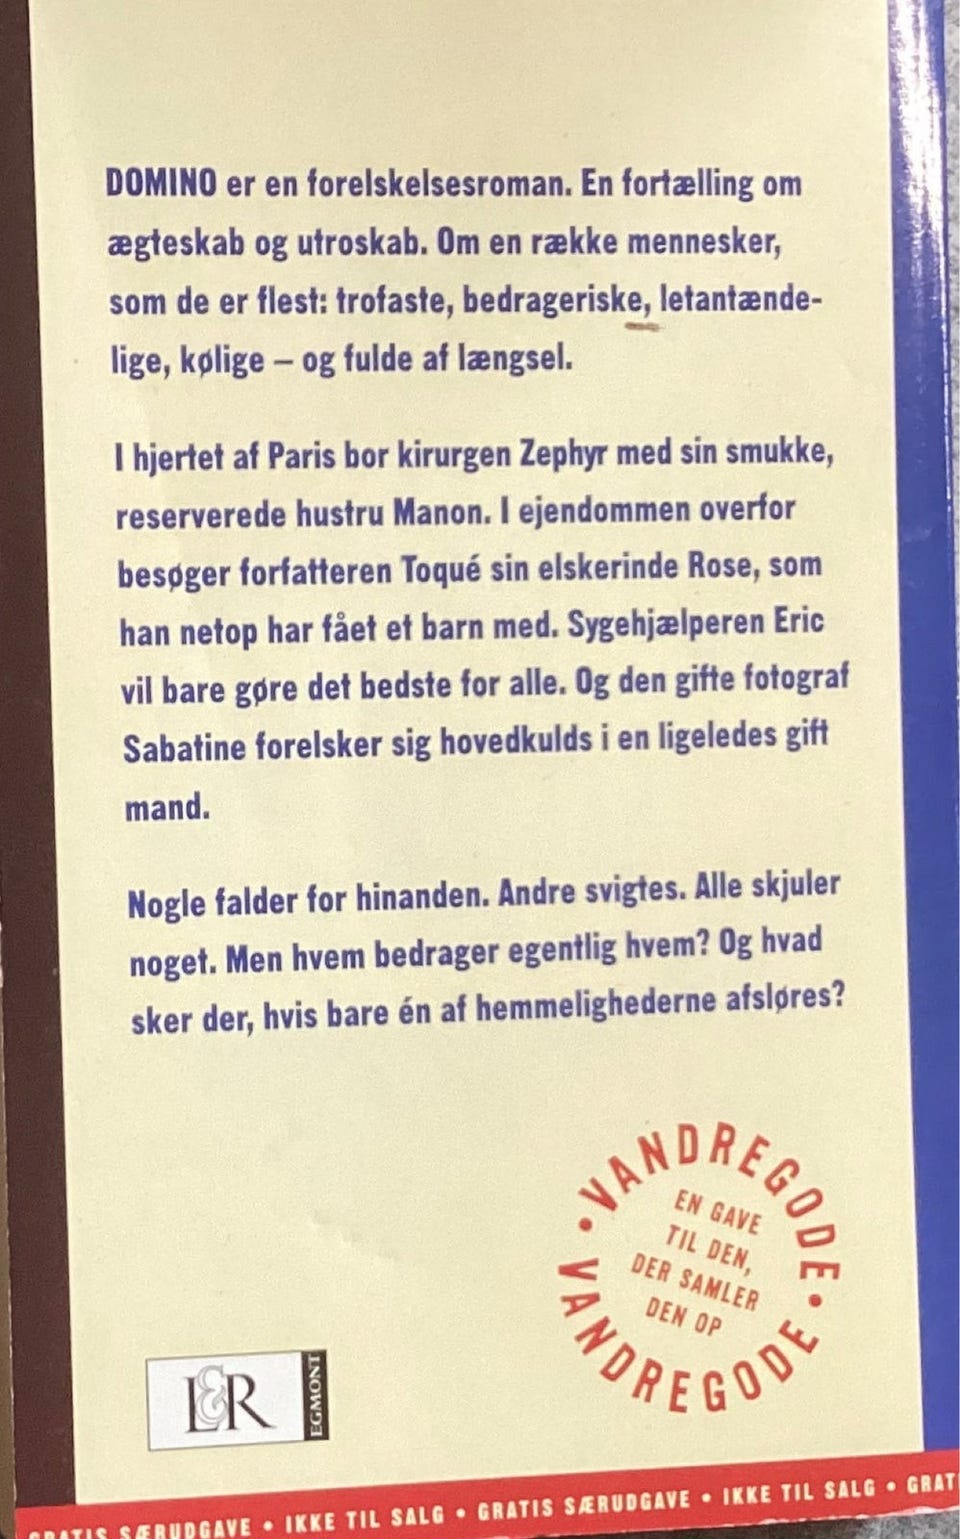 DOMINO er en forelskelsesroman. En fortælling om
ægteskab og utroskab. Om en række mennesker,
som de er flest: trofaste, bedrageriske, letantænde-
lige, kølige – og fulde af længsel.
I hjertet af Paris bor kirurgen Zephyr med sin smukke,
reserverede hustru Manon. I ejendommen overfor
besøger forfatteren Toqué sin elskerinde Rose, som
han netop har fået et barn med. Sygehjælperen Eric
vil bare gøre det bedste for alle. Og den gifte fotograf
Sabatine forelsker sig hovedkulds i en ligeledes gift
mand.
Nogle falder for hinanden. Andre svigtes. Alle skjuler
noget. Men hvem bedrager egentlig hvem? Og hvad
sker der, hvis bare én af hemmelighederne afsløres?
• VANDREGODE • VANDREGODE
EN GAVE
TIL DEN,
DER SAMLER
DEN OP
L&R
EGMONT
GRATIS SÆRUDGAVE • IKKE TIL SALG • GRATIS SÆRUDGAVE • IKKE TIL SALG • GRAT